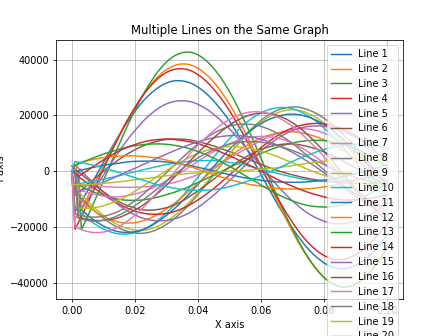 Multiple Lines on the Same Graph
40000
20000
0
−20000
−40000
0.00
0.02
0.04
0.06
0.08
X axis
Line 1
Line 2
Line 3
Line 4
Line 5
Line 6
Line 7
Line 8
Line 9
Line 10
Line 11
Line 12
Line 13
Line 14
Line 15
Line 16
Line 17
Line 18
Line 19
Line 20